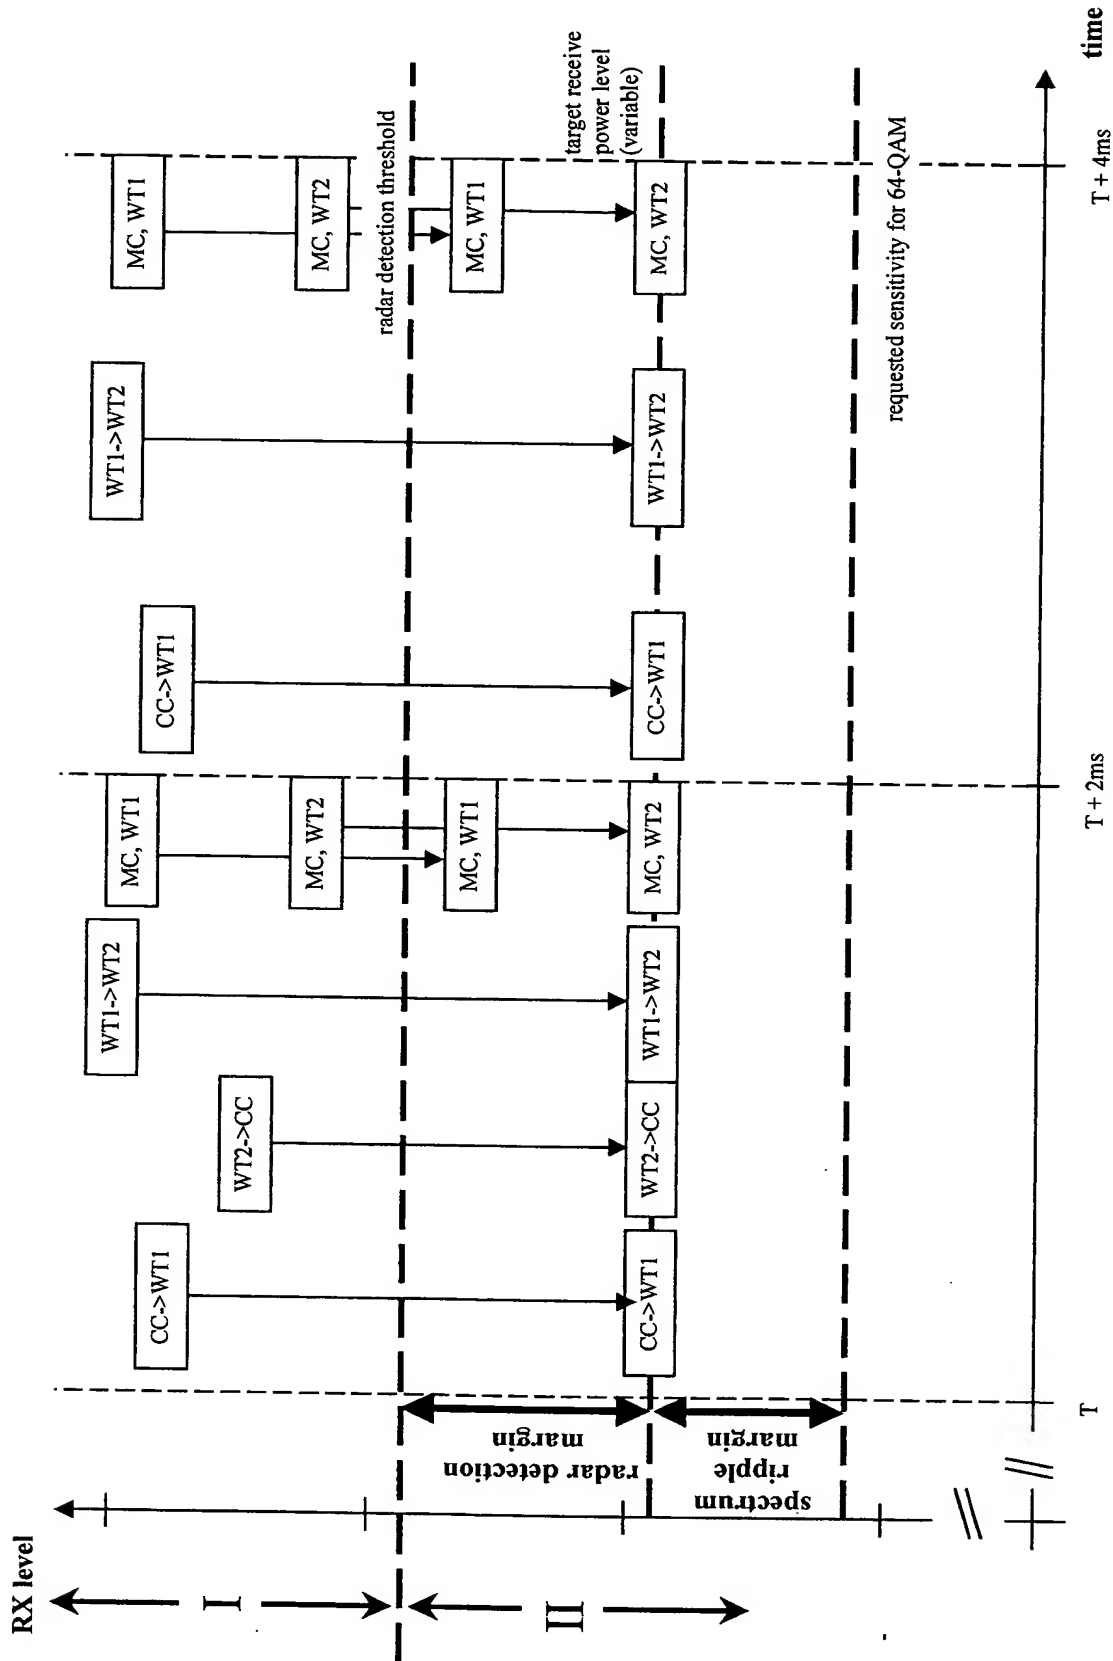 RX level
I
II
MC, WT1
MC, WT1
WT1->WT2
WT1->WT2
CC->WT1
CC->WT1
WT2->CC
MC, WT2
MC, WT2
radar detection threshold
MC, WT1
MC, WT1
target receive
power level
(variable)
CC->WT1
WT2->CC
WT1->WT2
MC, WT2
CC->WT1
WT1->WT2
MC, WT2
radar detection
margin
spectrum
ripple
margin
requested sensitivity for 64-QAM
T
T + 2ms
T + 4ms
time